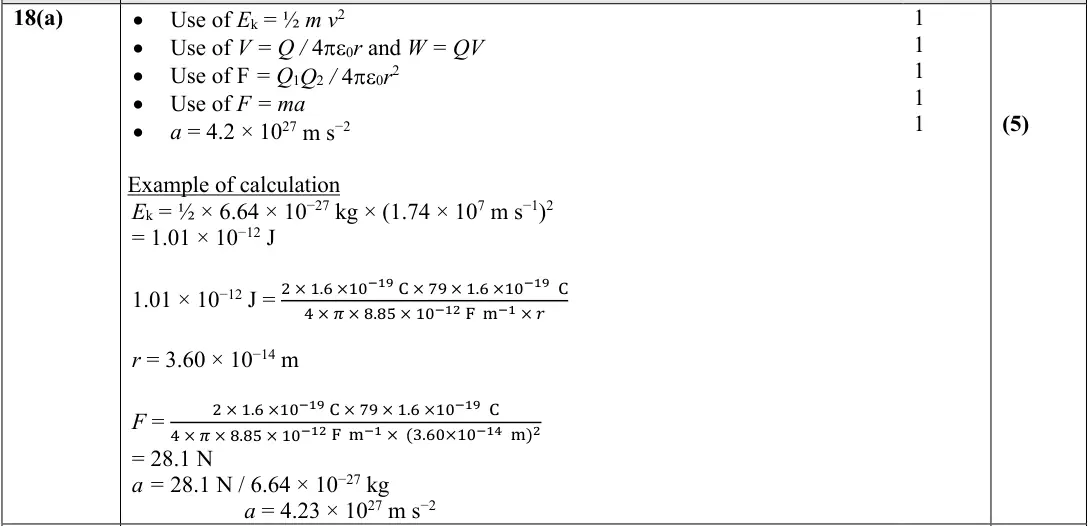 18(a)
• Use of Eₖ = ½ m v² 1
• Use of V = Q / 4πε₀r and W = QV 1
• Use of F = Q₁Q₂ / 4πε₀r² 1
• Use of F = ma 1
• a = 4.2 × 10²⁷ m s⁻² 1 (5)
Example of calculation
Eₖ = ½ × 6.64 × 10⁻²⁷ kg × (1.74 × 10⁷ m s⁻¹)²
= 1.01 × 10⁻¹² J
1.01 × 10⁻¹² J = 2 × 1.6 ×10⁻¹⁹ C × 79 × 1.6 ×10⁻¹⁹ C
4 × π × 8.85 × 10⁻¹² F m⁻¹ × r
r = 3.60 × 10⁻¹⁴ m
F = 2 × 1.6 ×10⁻¹⁹ C × 79 × 1.6 ×10⁻¹⁹ C
4 × π × 8.85 × 10⁻¹² F m⁻¹ × (3.60×10⁻¹⁴ m)²
= 28.1 N
a = 28.1 N / 6.64 × 10⁻²⁷ kg
a = 4.23 × 10²⁷ m s⁻²